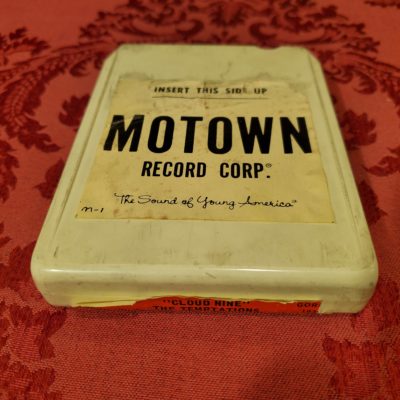 INSERT THIS SIDE UP
MOTOWN
RECORD CORP.®
The Sound of Young America®
M-1
"CLOUD NINE"
THE TEMPTATIONS